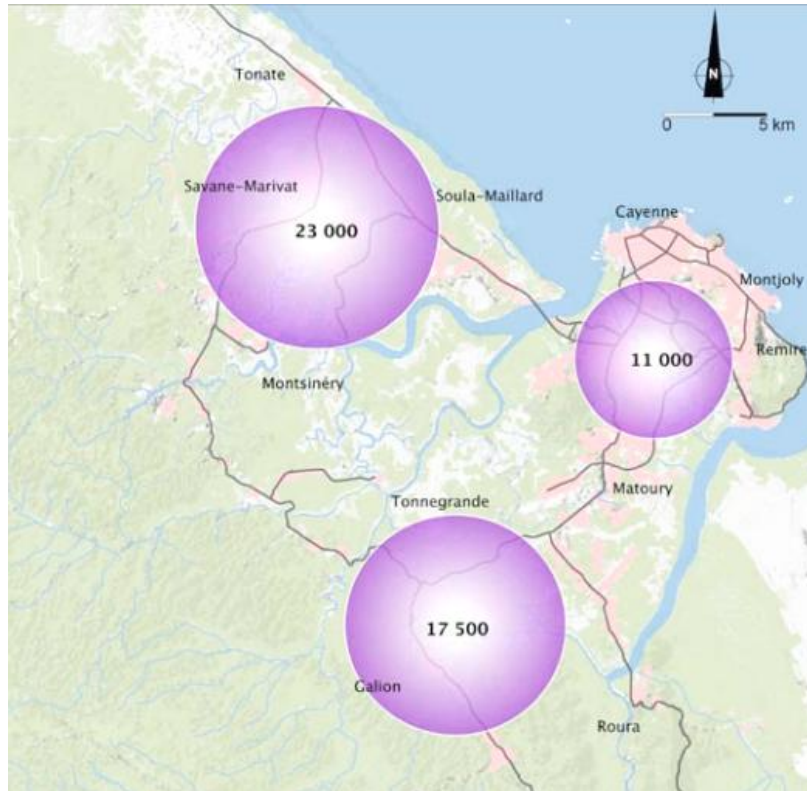 Tonate
N
0 5 km
Savane-Marivat
Soula-Maillard
Cayenne
23 000
Montjoly
Remire
11 000
Montsinéry
Matoury
Tonnegrande
17 500
Galion
Roura